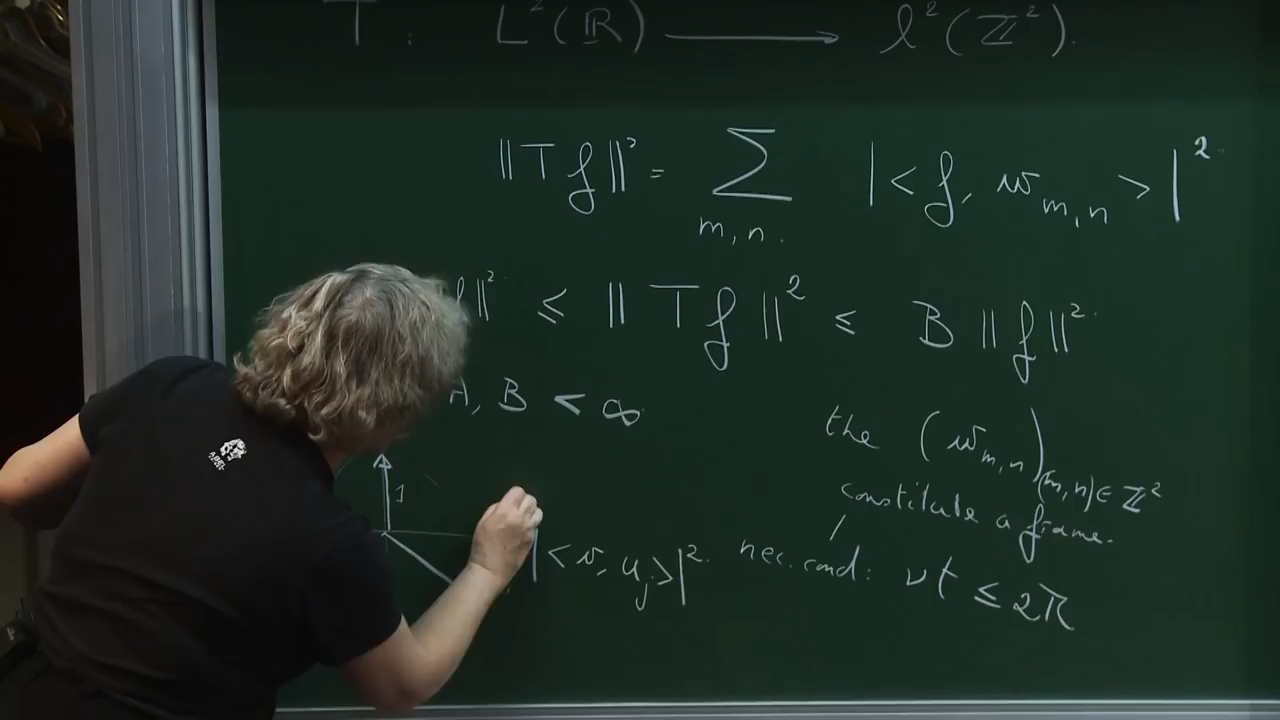 T : L²(ℝ) ⟶ ℓ²(ℤ²).
‖Tf‖² = ∑ |<f, w_{m,n}>|²
m, n.
f‖² ≤ ‖Tf‖² ≤ B‖f‖²
A, B < ∞
the (w_{m,n})_{(m,n)∈ℤ²}
constitute a frame.
1
|<v, u_j>|²
nec. cond: νt ≤ 2π